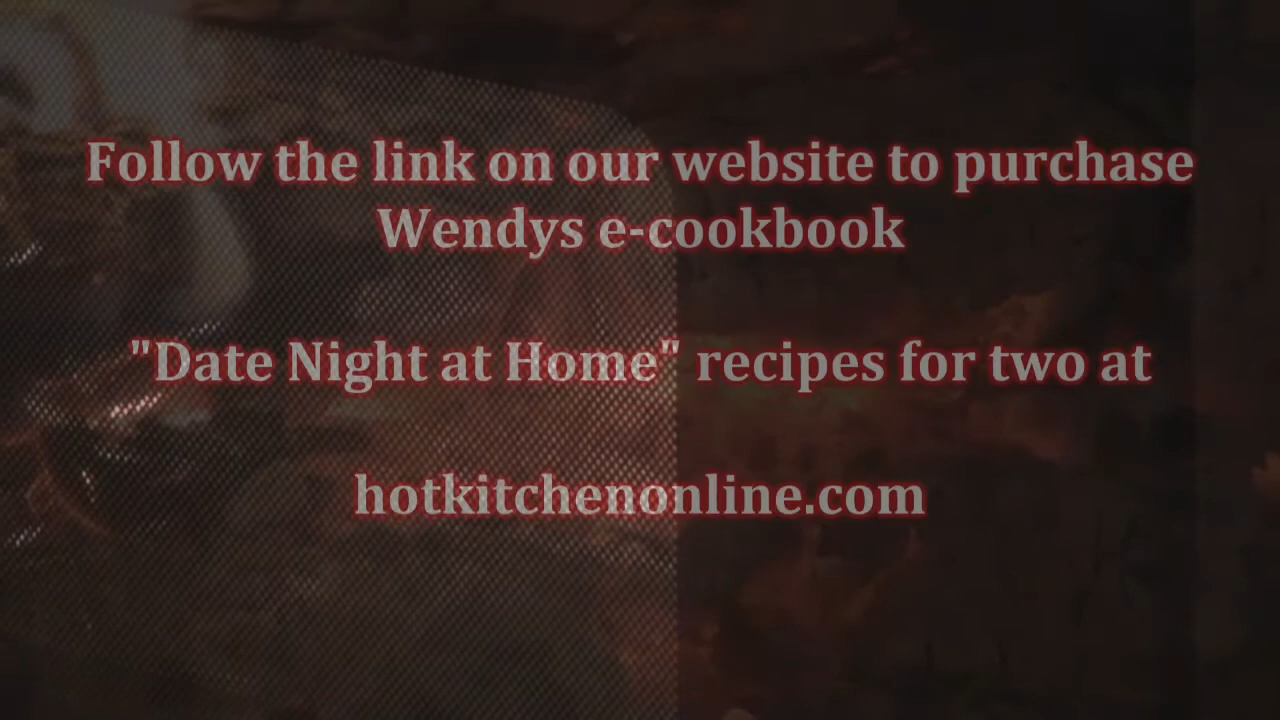 Follow the link on our website to purchase
Wendys e-cookbook
"Date Night at Home" recipes for two at
hotkitchenonline.com